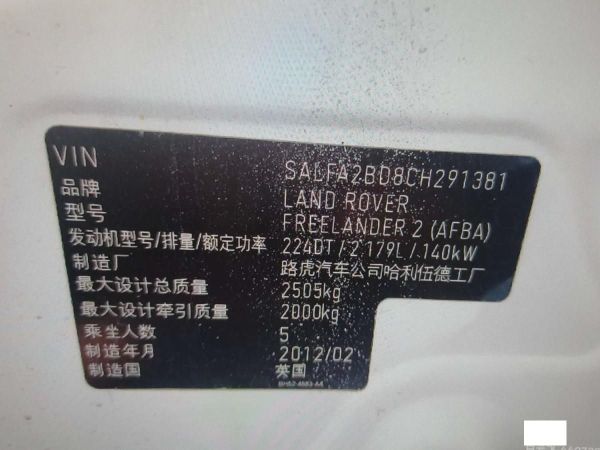 VIN SALFA2BD8CH291381
品牌 LAND ROVER
型号 FREELANDER 2 (AFBA)
发动机型号/排量/额定功率 224DT/2.179L/140kW
制造厂 路虎汽车公司哈利伍德工厂
最大设计总质量 2505kg
最大设计牵引质量 2000kg
乘坐人数 5
制造年月 2012/02
制造国 英国